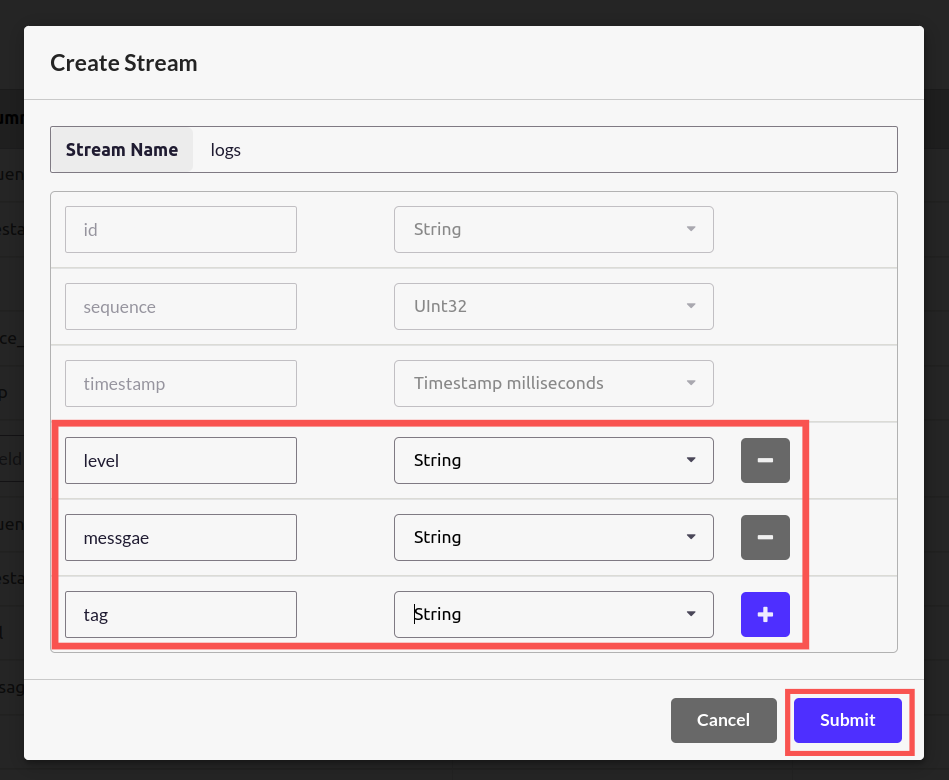 Create Stream
Stream Name logs
id String
sequence UInt32
timestamp Timestamp milliseconds
level String
messgae String
tag String
Cancel Submit